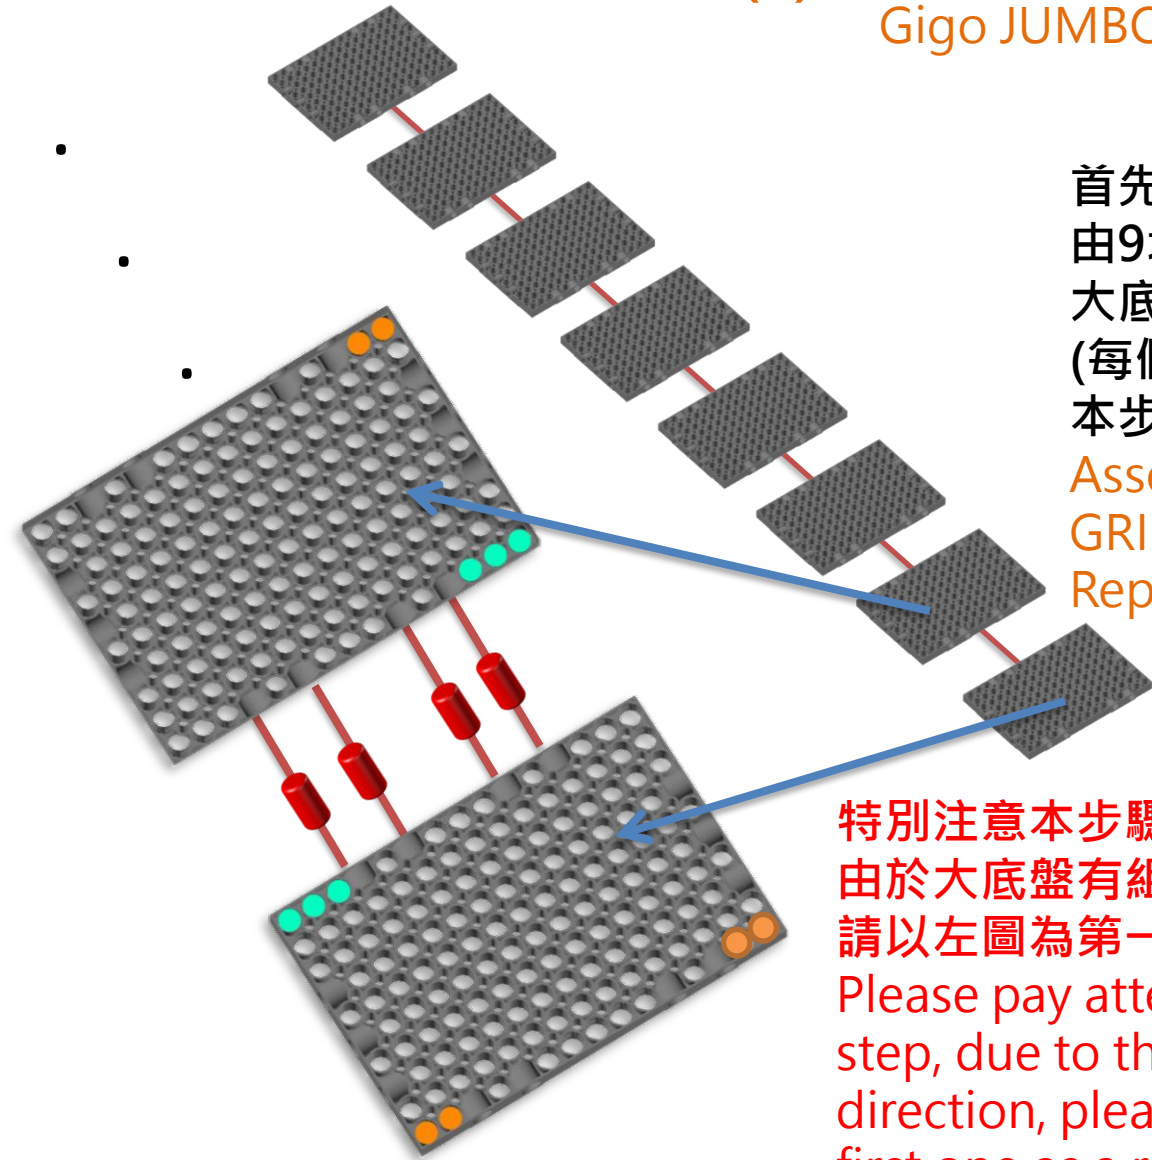 Gigo JUMBO
首先
由9
大底
(每
本步
Asse
GRI
Rep
特別注意本步驟
由於大底盤有組
請以左圖為第一
Please pay atte
step, due to th
direction, plea